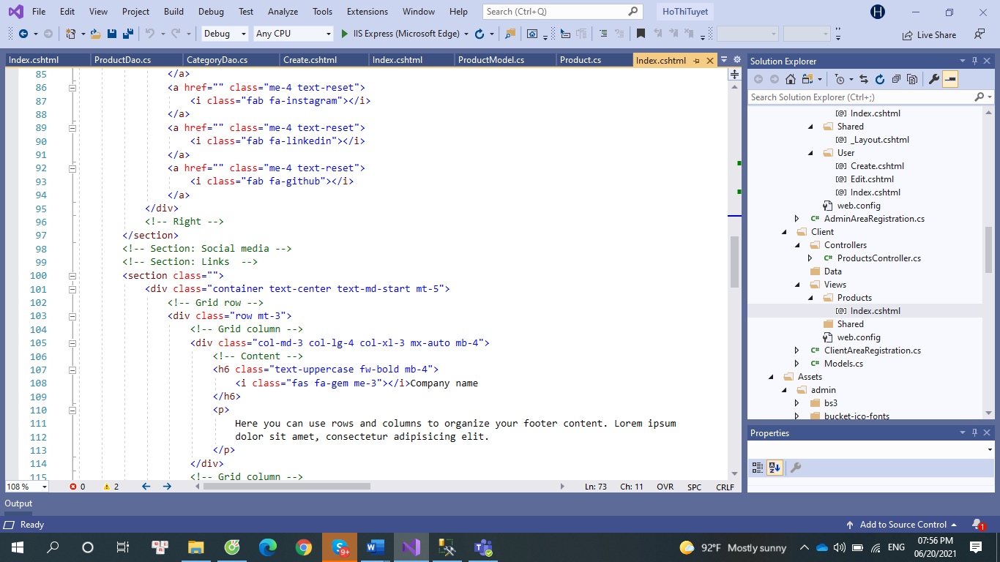 File Edit View Project Build Debug Test Analyze Tools Extensions Window Help Search (Ctrl+Q) HoThiTuyet H
Debug Any CPU IIS Express (Microsoft Edge) Live Share
Index.cshtml ProductDao.cs CategoryDao.cs Create.cshtml Index.cshtml ProductModel.cs Product.cs Index.cshtml
85 </a>
86 <a href="" class="me-4 text-reset">
87 <i class="fab fa-instagram"></i>
88 </a>
89 <a href="" class="me-4 text-reset">
90 <i class="fab fa-linkedin"></i>
91 </a>
92 <a href="" class="me-4 text-reset">
93 <i class="fab fa-github"></i>
94 </a>
95 </div>
96 <!-- Right -->
97 </section>
98 <!-- Section: Social media -->
99 <!-- Section: Links  -->
100 <section class="">
101 <div class="container text-center text-md-start mt-5">
102 <!-- Grid row -->
103 <div class="row mt-3">
104 <!-- Grid column -->
105 <div class="col-md-3 col-lg-4 col-xl-3 mx-auto mb-4">
106 <!-- Content -->
107 <h6 class="text-uppercase fw-bold mb-4">
108 <i class="fas fa-gem me-3"></i>Company name
109 </h6>
110 <p>
111 Here you can use rows and columns to organize your footer content. Lorem ipsum
112 dolor sit amet, consectetur adipisicing elit.
113 </p>
114 </div>
115 <!-- Grid column -->
108 % 0 2 Ln: 73 Ch: 11 OVR SPC CRLF
Solution Explorer
Search Solution Explorer (Ctrl+;)
Index.cshtml
Shared
_Layout.cshtml
User
Create.cshtml
Edit.cshtml
Index.cshtml
web.config
C# AdminAreaRegistration.cs
Client
Controllers
C# ProductsController.cs
Data
Views
Products
Index.cshtml
Shared
web.config
C# ClientAreaRegistration.cs
C# Models.cs
Assets
admin
bs3
bucket-ico-fonts
Properties
Output
Ready Add to Source Control 1
9+ 92°F Mostly sunny ENG 07:56 PM
06/20/2021